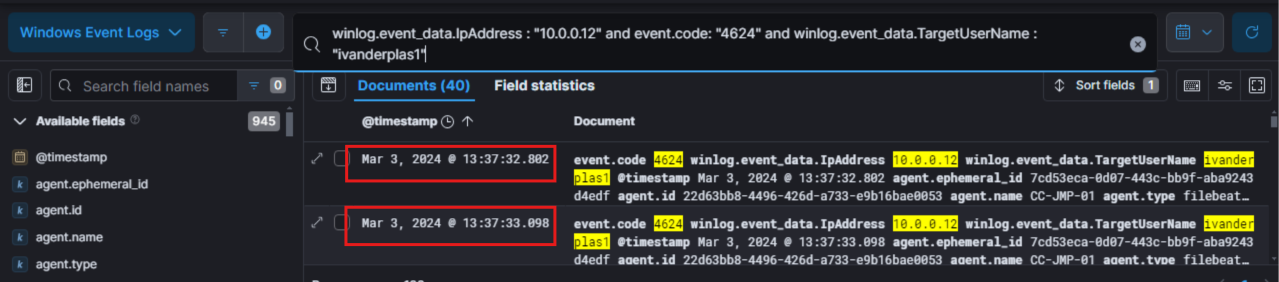 Windows Event Logs
winlog.event_data.IpAddress : "10.0.0.12" and event.code: "4624" and winlog.event_data.TargetUserName :
"ivanderplas1"
Search field names
0
Documents (40)
Field statistics
Sort fields
1
Available fields
945
@timestamp
Document
@timestamp
agent.ephemeral_id
agent.id
agent.name
agent.type
Mar 3, 2024 @ 13:37:32.802
event.code 4624 winlog.event_data.IpAddress 10.0.0.12 winlog.event_data.TargetUserName ivander
plas1 @timestamp Mar 3, 2024 @ 13:37:32.802 agent.ephemeral_id 7cd53eca-0d07-443c-bb9f-aba9243
d4edf agent.id 22d63bb8-4496-426d-a733-e9b16bae0053 agent.name CC-JMP-01 agent.type filebeat…
Mar 3, 2024 @ 13:37:33.098
event.code 4624 winlog.event_data.IpAddress 10.0.0.12 winlog.event_data.TargetUserName ivander
plas1 @timestamp Mar 3, 2024 @ 13:37:33.098 agent.ephemeral_id 7cd53eca-0d07-443c-bb9f-aba9243
d4edf agent.id 22d63bb8-4496-426d-a733-e9b16bae0053 agent.name CC-JMP-01 agent.type filebeat…